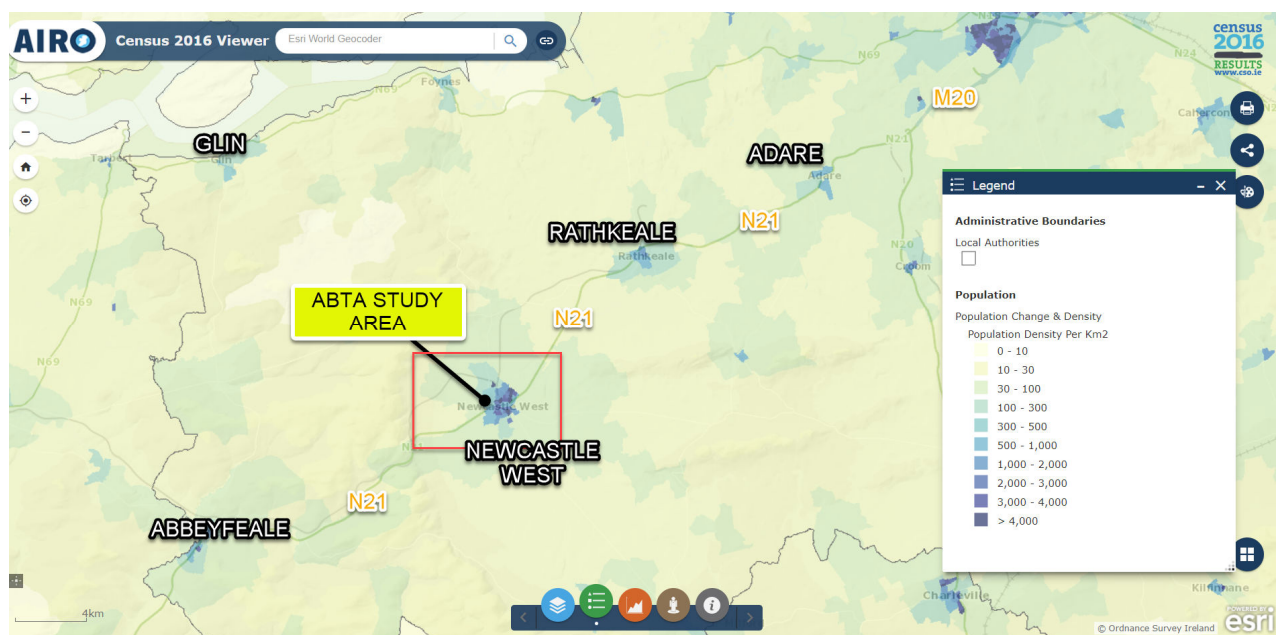 AIRO
Census 2016 Viewer
Esri World Geocoder
census
2016
RESULTS
www.cso.ie
N69
N24
Foynes
N69
M20
GLIN
Tarbert
Glin
N21
ADARE
Adare
Legend
Administrative Boundaries
Local Authorities
Population
Population Change & Density
Population Density Per Km2
0 - 10
10 - 30
30 - 100
100 - 300
300 - 500
500 - 1,000
1,000 - 2,000
2,000 - 3,000
3,000 - 4,000
> 4,000
N21
RATHKEALE
Rathkeale
N20
Croom
ABTA STUDY
AREA
N69
N21
N69
Newcastle West
NEWCASTLE
WEST
N21
ABBEYFEALE
4km
Charleville
Kilfinnane
POWERED BY
esri
© Ordnance Survey Ireland